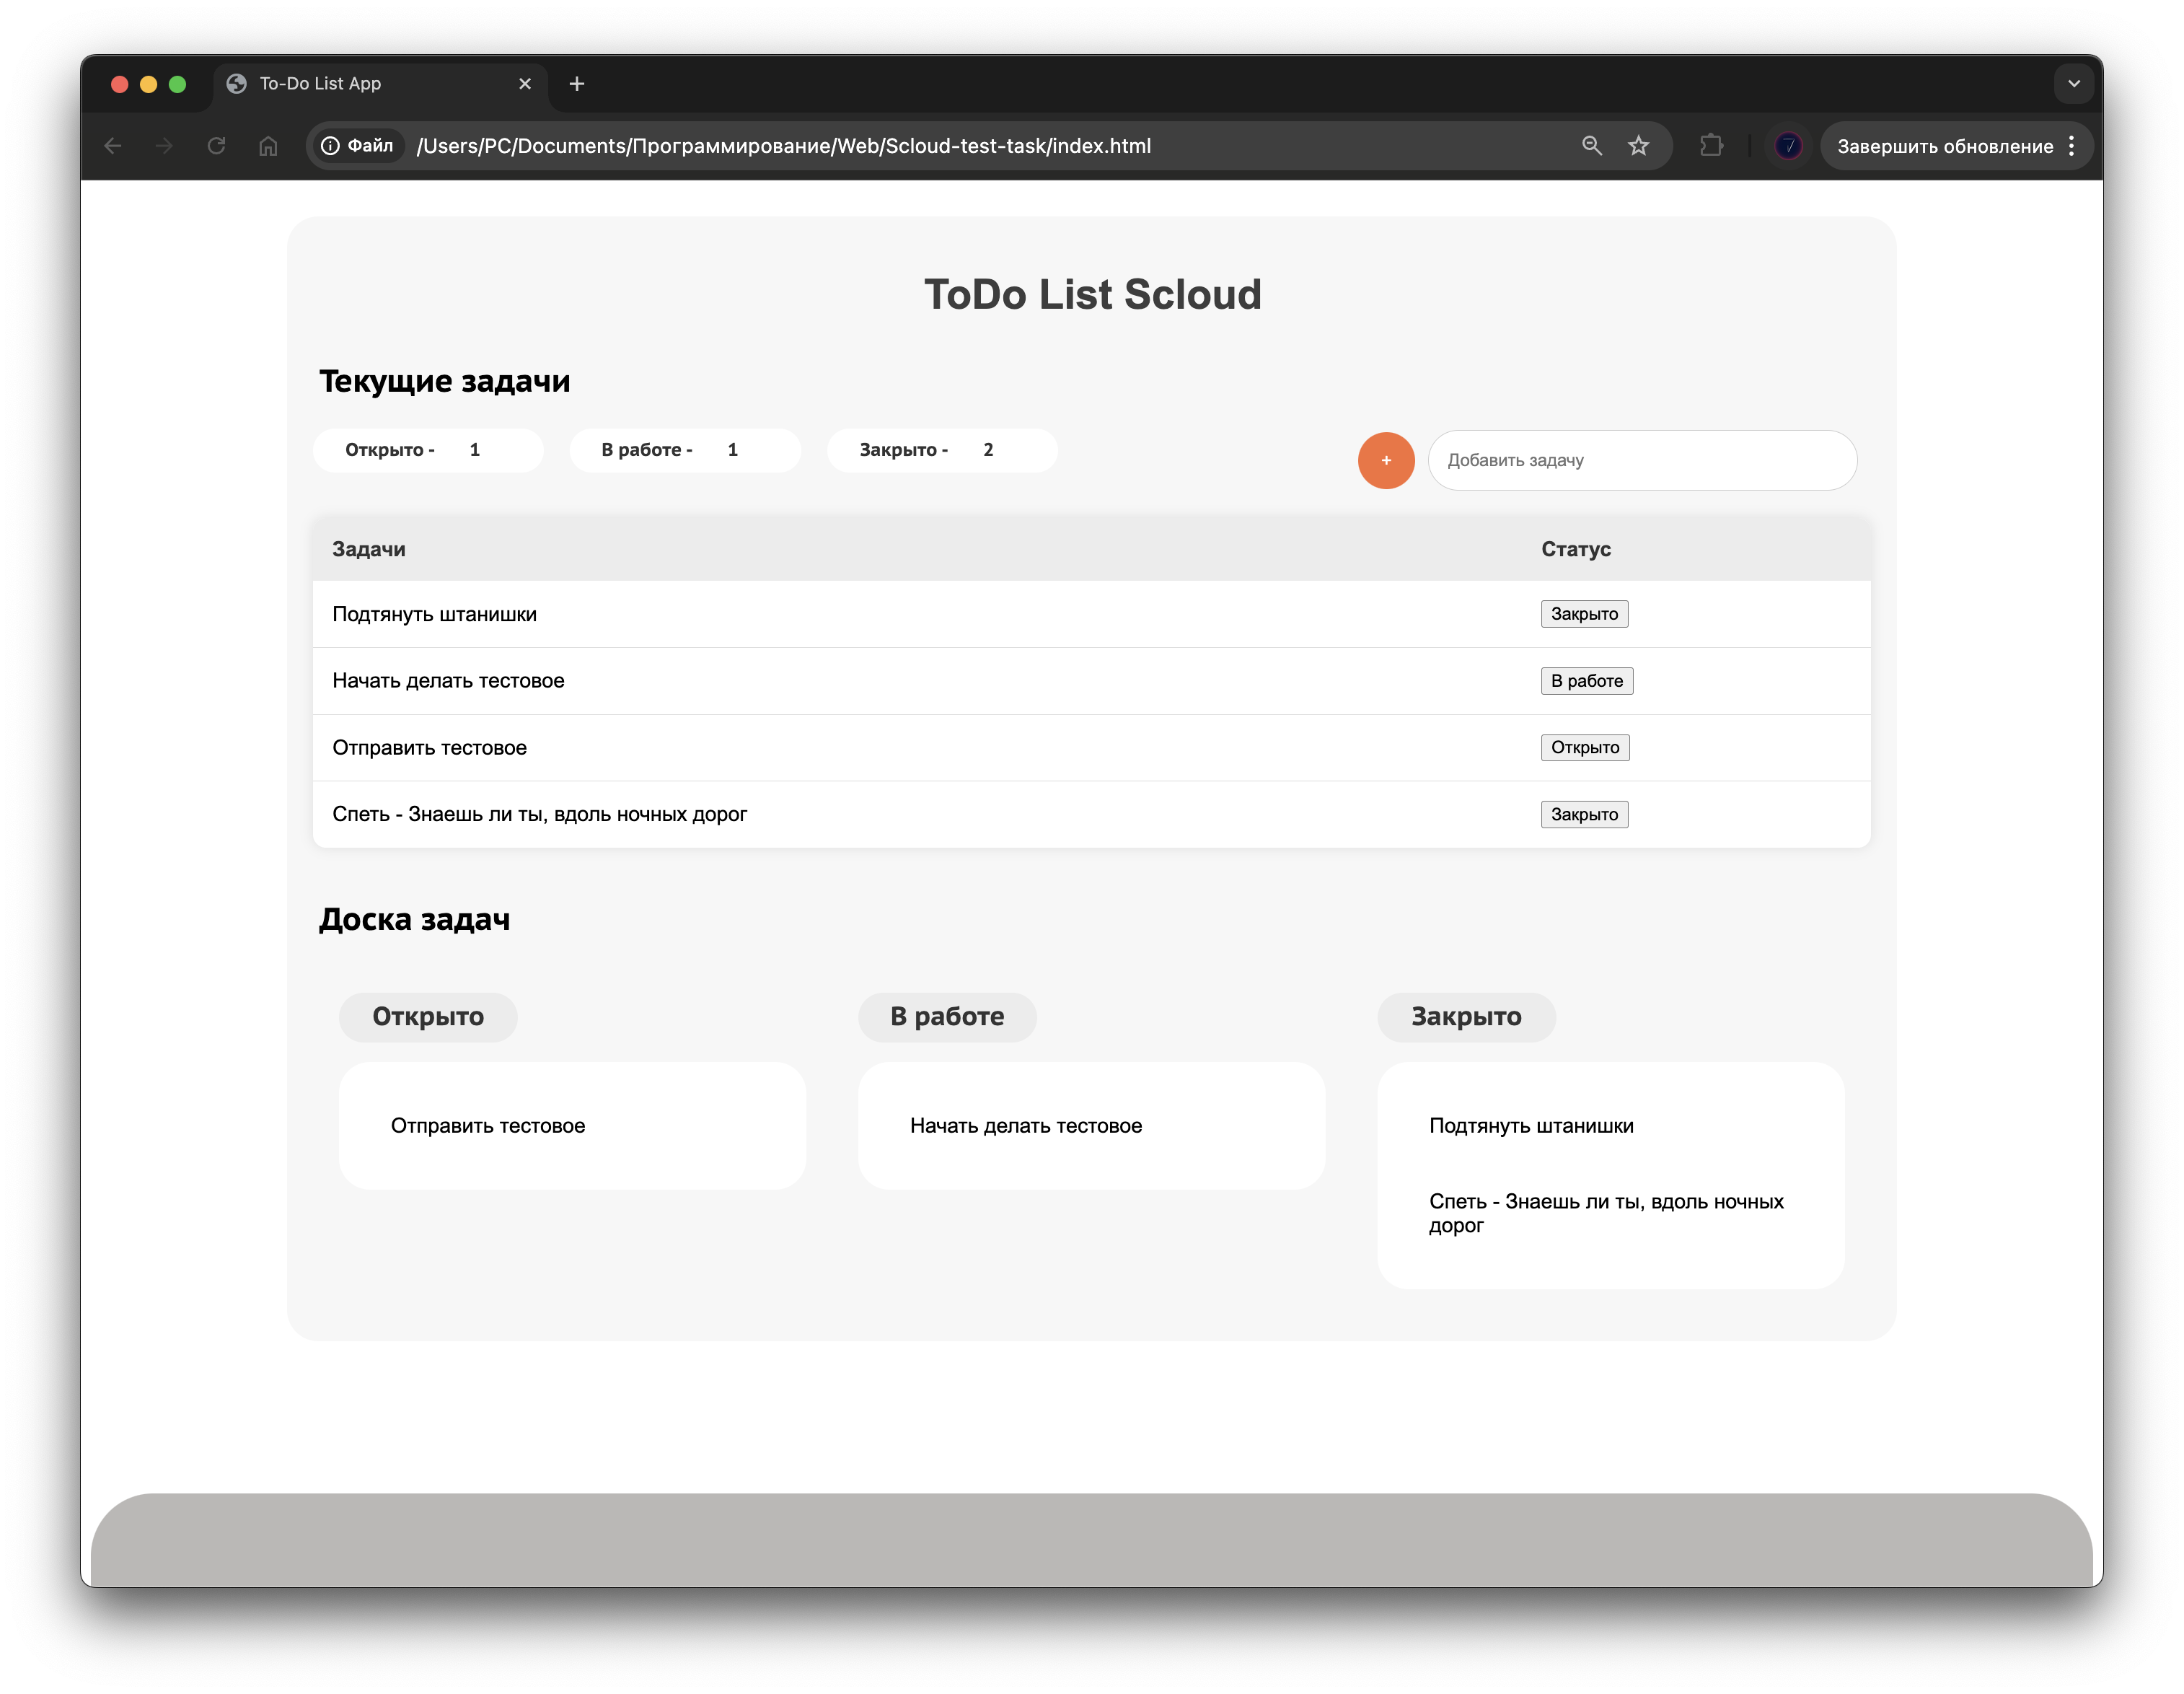 To-Do List App
Файл /Users/PC/Documents/Программирование/Web/Scloud-test-task/index.html Завершить обновление
ToDo List Scloud
Текущие задачи
Открыто - 1 В работе - 1 Закрыто - 2 + Добавить задачу
Задачи Статус
Подтянуть штанишки Закрыто
Начать делать тестовое В работе
Отправить тестовое Открыто
Спеть - Знаешь ли ты, вдоль ночных дорог Закрыто
Доска задач
Открыто В работе Закрыто
Отправить тестовое Начать делать тестовое Подтянуть штанишки
Спеть - Знаешь ли ты, вдоль ночных
дорог